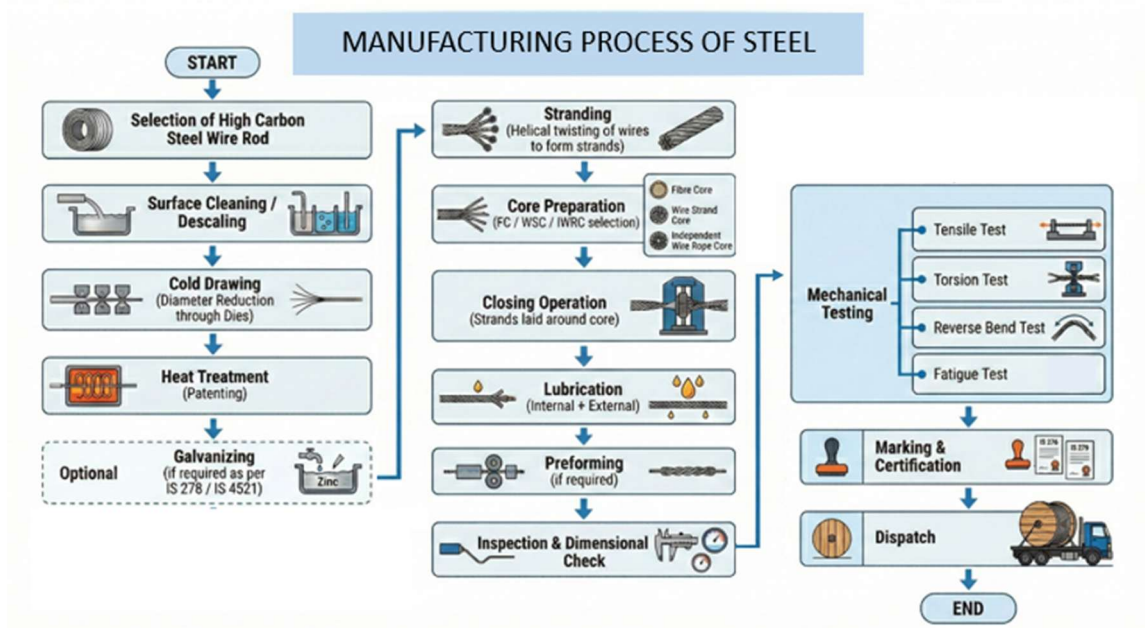 MANUFACTURING PROCESS OF STEEL
START
Selection of High Carbon
Steel Wire Rod
Surface Cleaning /
Descaling
Cold Drawing
(Diameter Reduction
through Dies)
Heat Treatment
(Patenting)
Optional
Galvanizing
(if required as per
IS 278 / IS 4521)
Zinc
Stranding
(Helical twisting of wires
to form strands)
Core Preparation
(FC / WSC / IWRC selection)
Fibre Core
Wire Strand
Core
Independent
Wire Rope Core
Closing Operation
(Strands laid around core)
Lubrication
(Internal + External)
Preforming
(if required)
Inspection & Dimensional
Check
Mechanical
Testing
Tensile Test
Torsion Test
Reverse Bend Test
Fatigue Test
Marking &
Certification
Dispatch
END